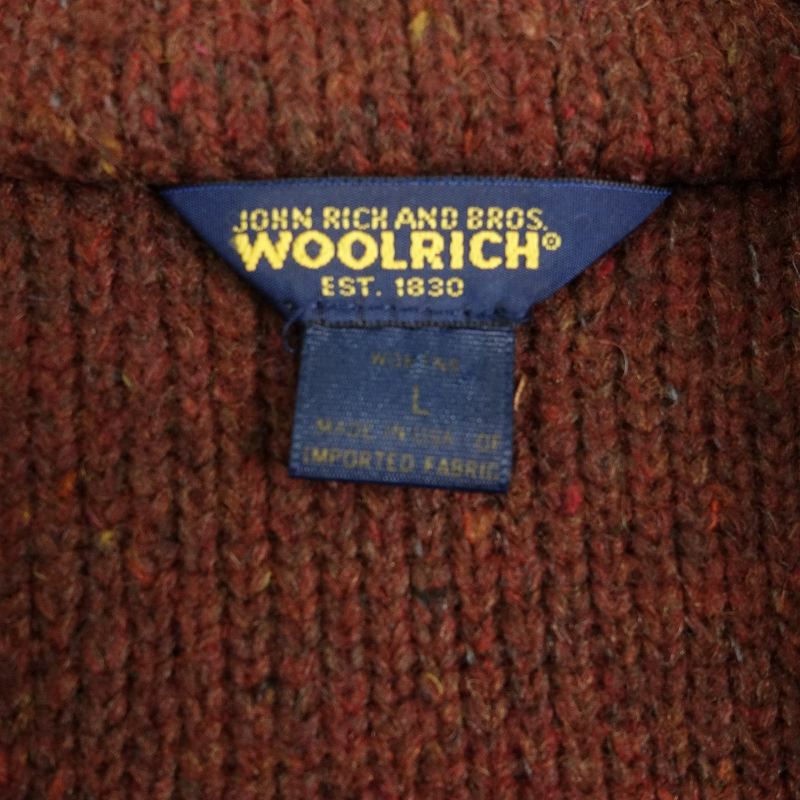 JOHN RICH AND BROS.
WOOLRICH®
EST. 1830
WOMENS
L
MADE IN USA OF
IMPORTED FABRIC